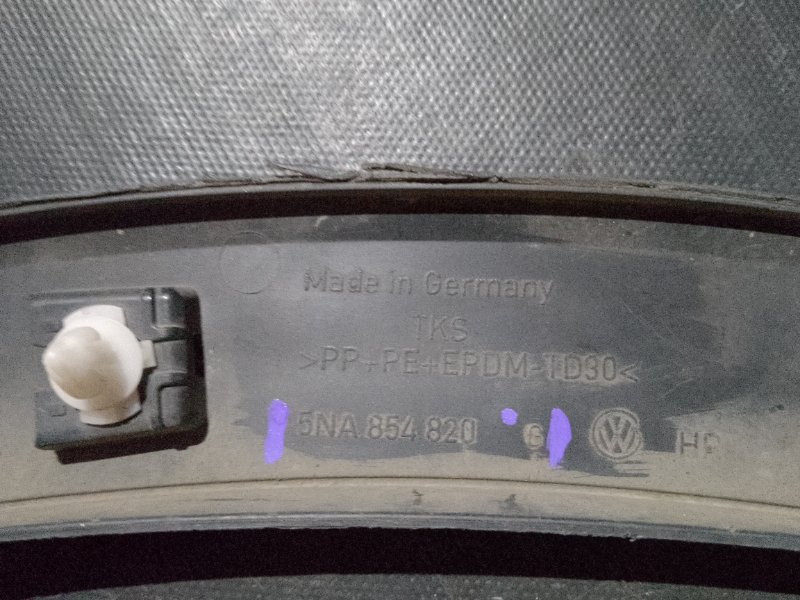 Made in Germany
TKS
>PP+PE+EPDM-TD30<
5NA 854 820 G